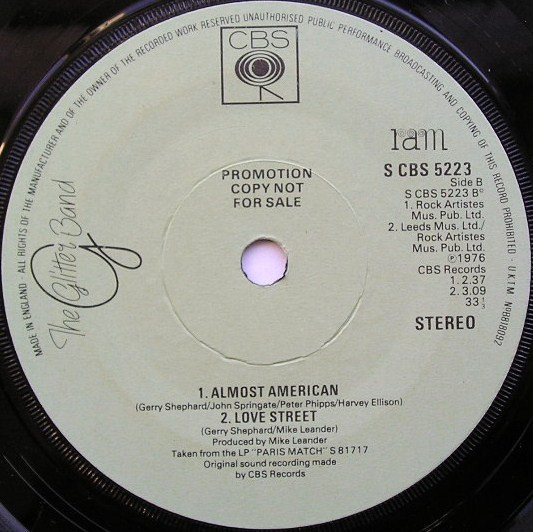 MADE IN ENGLAND · ALL RIGHTS OF THE MANUFACTURER AND OF THE OWNER OF THE RECORDED WORK RESERVED UNAUTHORISED PUBLIC PERFORMANCE BROADCASTING AND COPYING OF THIS RECORD PROHIBITED · U.K.T.M. Nº 881809Z
CBS
The Glitter Band
PROMOTION
COPY NOT
FOR SALE
ram
S CBS 5223
Side B
S CBS 5223 Bº
1. Rock Artistes
Mus. Pub. Ltd.
2. Leeds Mus. Ltd./
Rock Artistes
Mus. Pub. Ltd.
℗ 1976
CBS Records
1. 2.37
2. 3.09
33⅓
STEREO
1. ALMOST AMERICAN
(Gerry Shephard/John Springate/Peter Phipps/Harvey Ellison)
2. LOVE STREET
(Gerry Shephard/Mike Leander)
Produced by Mike Leander
Taken from the LP "PARIS MATCH" S 81717
Original sound recording made
by CBS Records